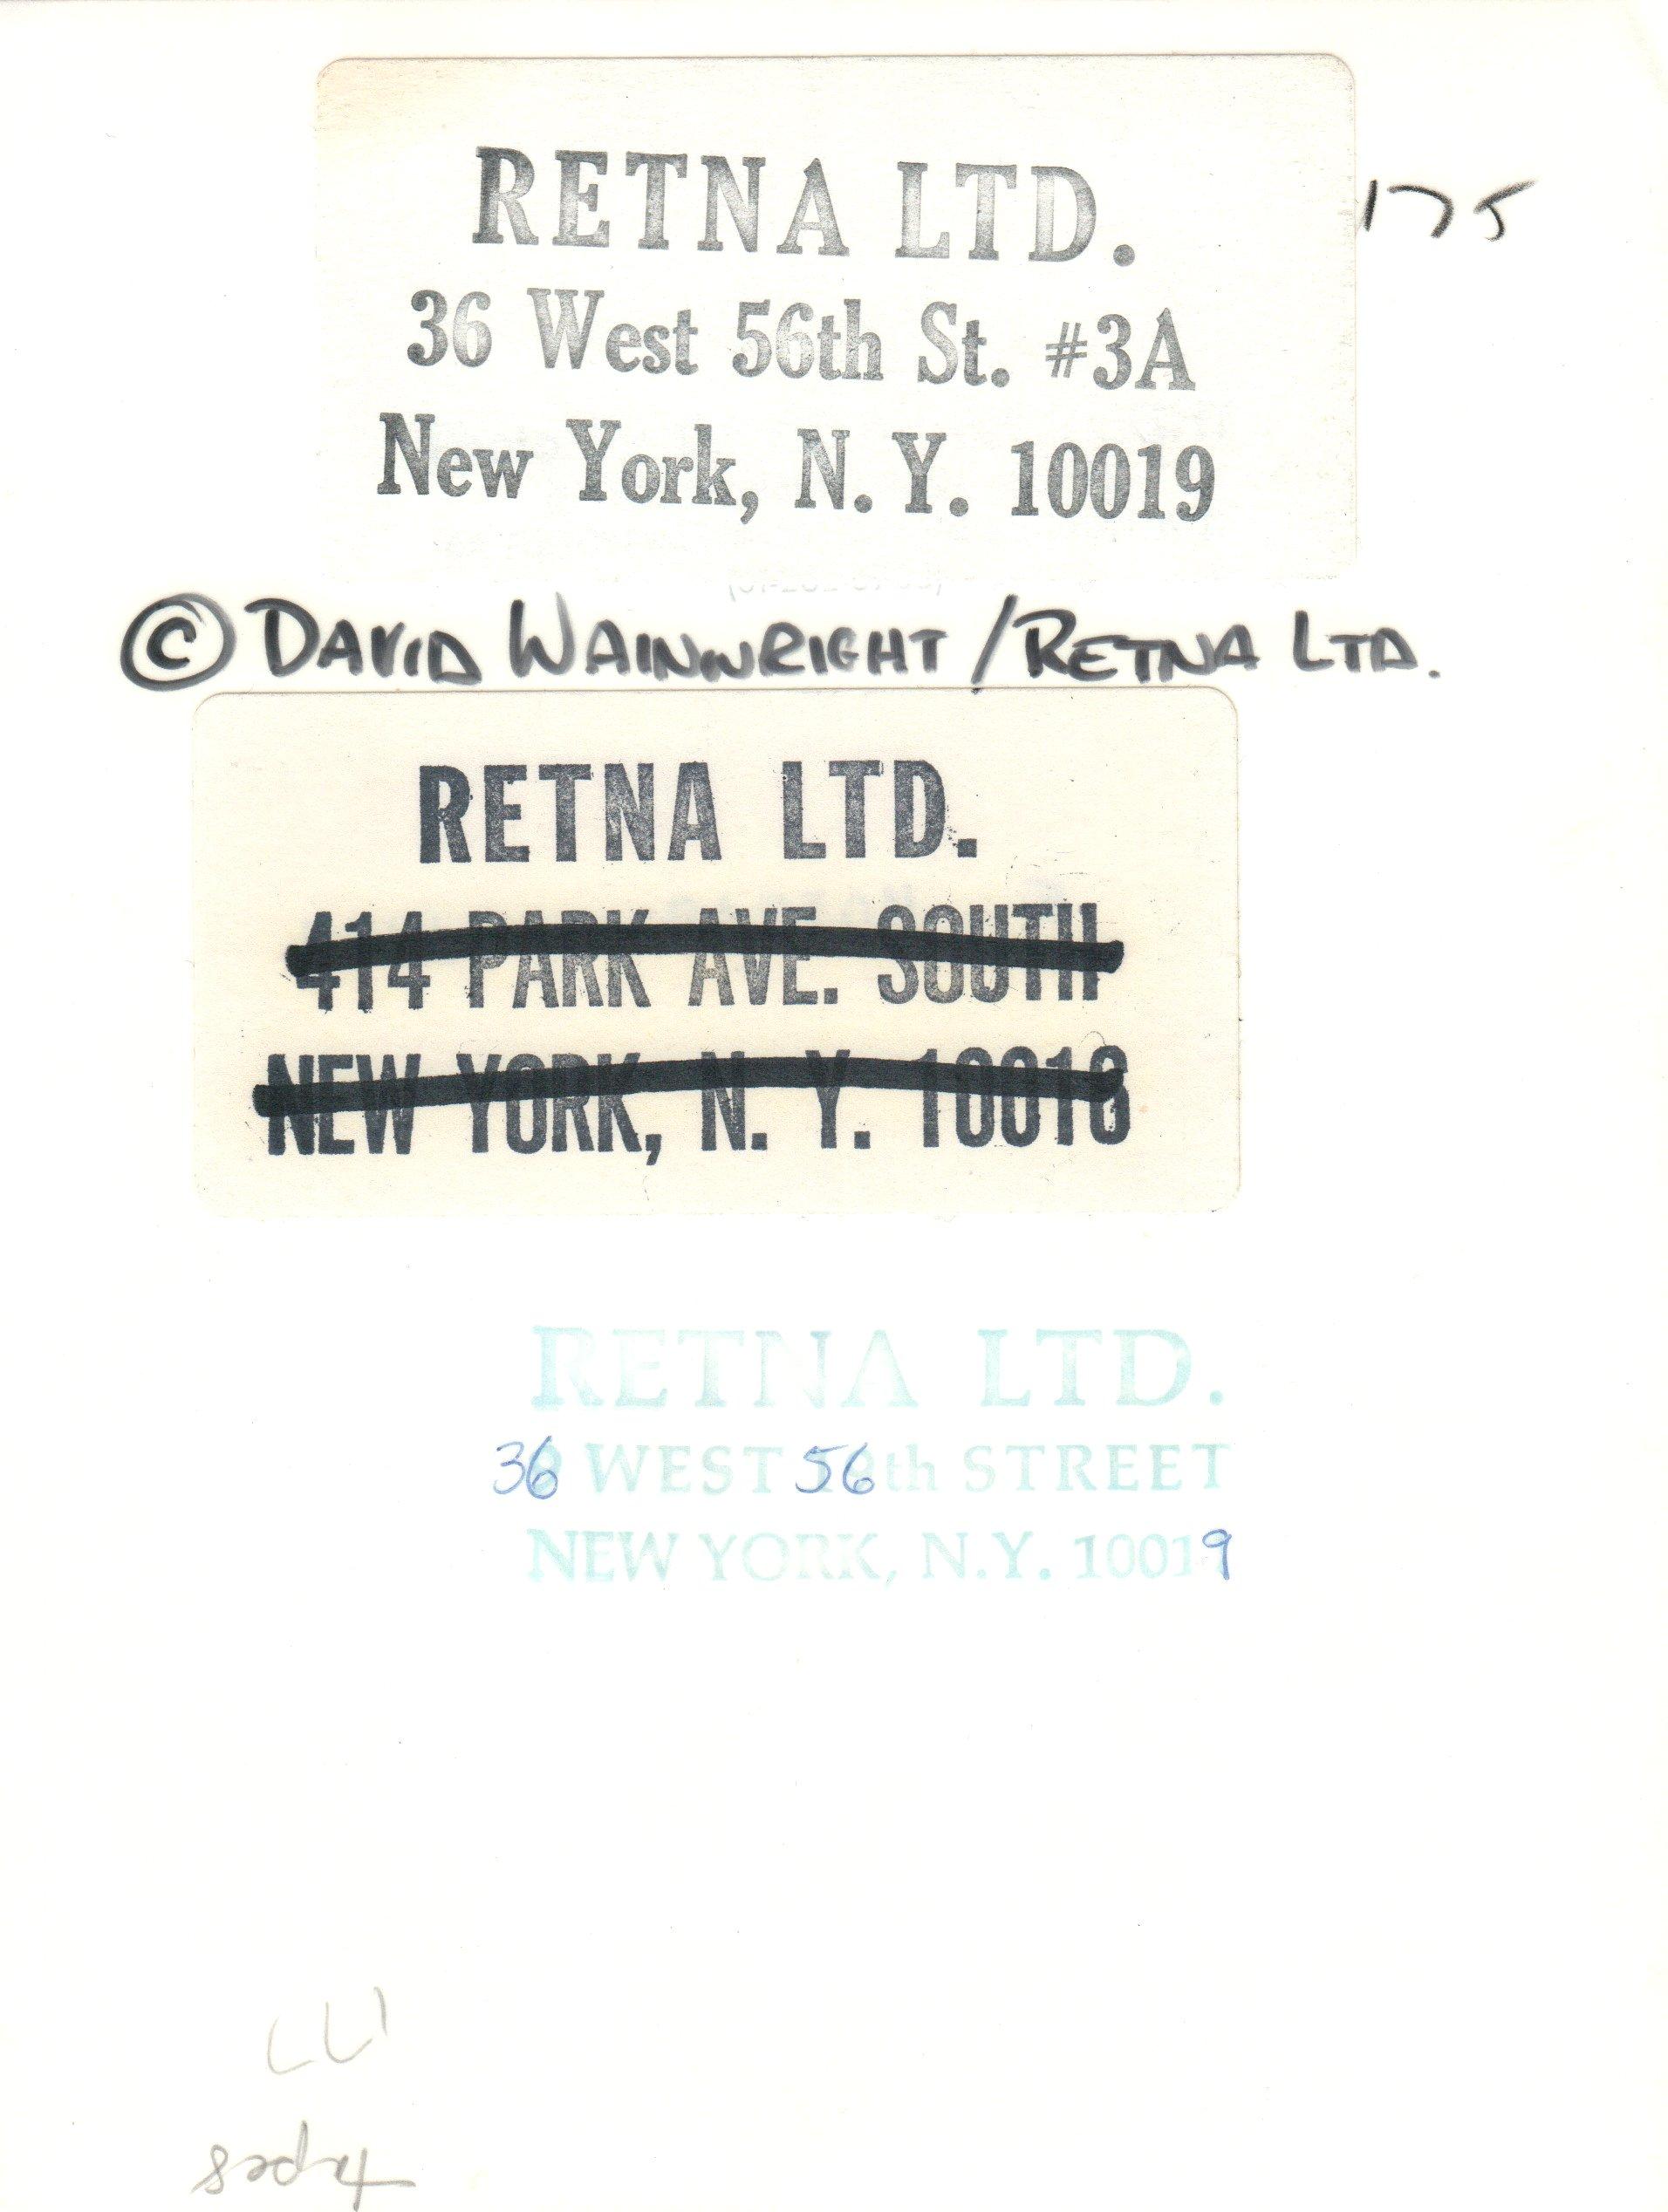 RETNA LTD.
175
36 West 56th St. #3A
New York, N.Y. 10019
© DAVID WAINWRIGHT / RETNA LTD.
RETNA LTD.
414 PARK AVE. SOUTH
NEW YORK, N. Y. 10016
RETNA LTD.
36 WEST 56th STREET
NEW YORK, N.Y. 10019
177